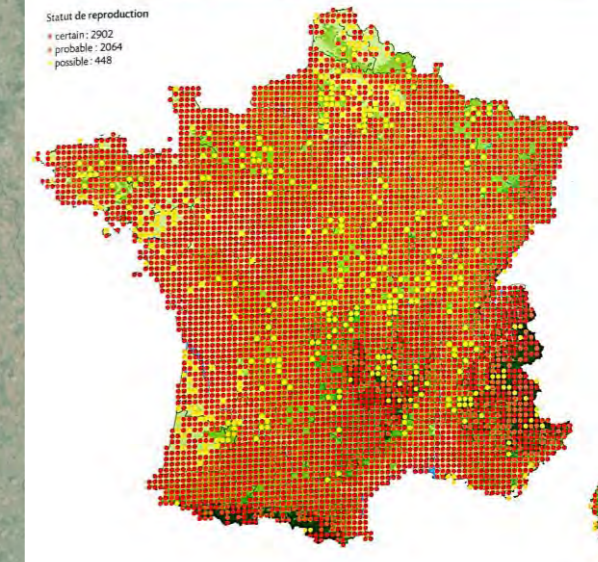 Statut de reproduction
certain : 2902
probable : 2064
possible : 448